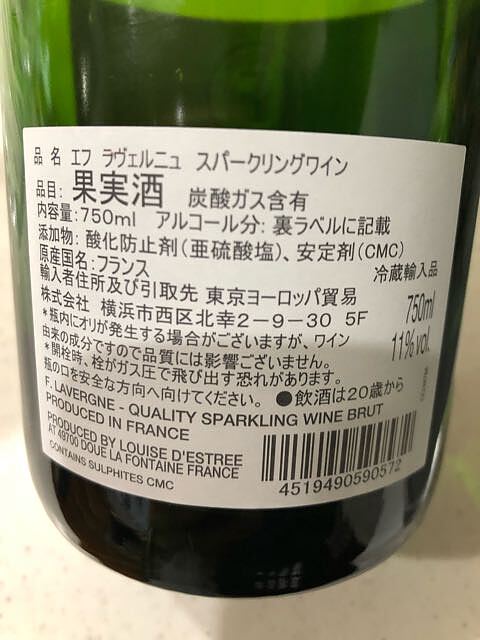 品 名 エフ ラヴェルニュ スパークリングワイン
品目: 果実酒 炭酸ガス含有
内容量:750ml アルコール分: 裏ラベルに記載
添加物: 酸化防止剤(亜硫酸塩)、安定剤(CMC)
原産国名: フランス 冷蔵輸入品
輸入者住所及び引取先 東京ヨーロッパ貿易 750ml
株式会社 横浜市西区北幸2-9-30 5F 11% vol.
*瓶内にオリが発生する場合がございますが、ワイン
由来の成分ですので品質には影響ございません。
*開栓時、栓がガス圧で飛び出す恐れがあります。
瓶の口を安全な方向へ向けてください。 ●飲酒は20歳から
F. LAVERGNE - QUALITY SPARKLING WINE BRUT
PRODUCED IN FRANCE
PRODUCED BY LOUISE D'ESTREE
AT 49700 DOUE LA FONTAINE FRANCE
CONTAINS SULPHITES CMC
4519490590572